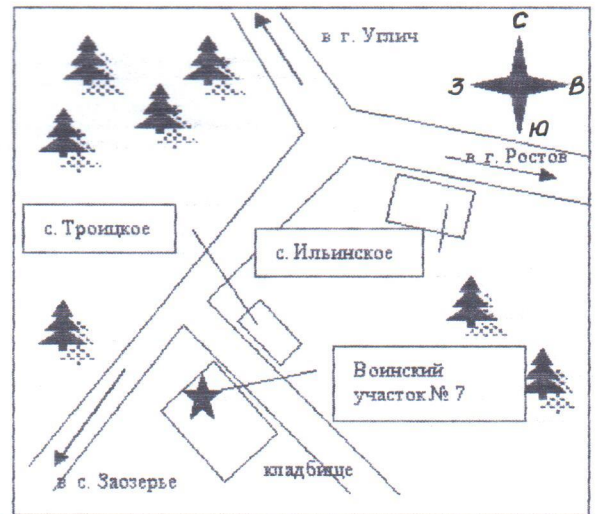 в г. Углич
С
З
В
Ю
в г. Ростов
с. Троицкое
с. Ильинское
Воинский
участок № 7
кладбище
в с. Заозерье